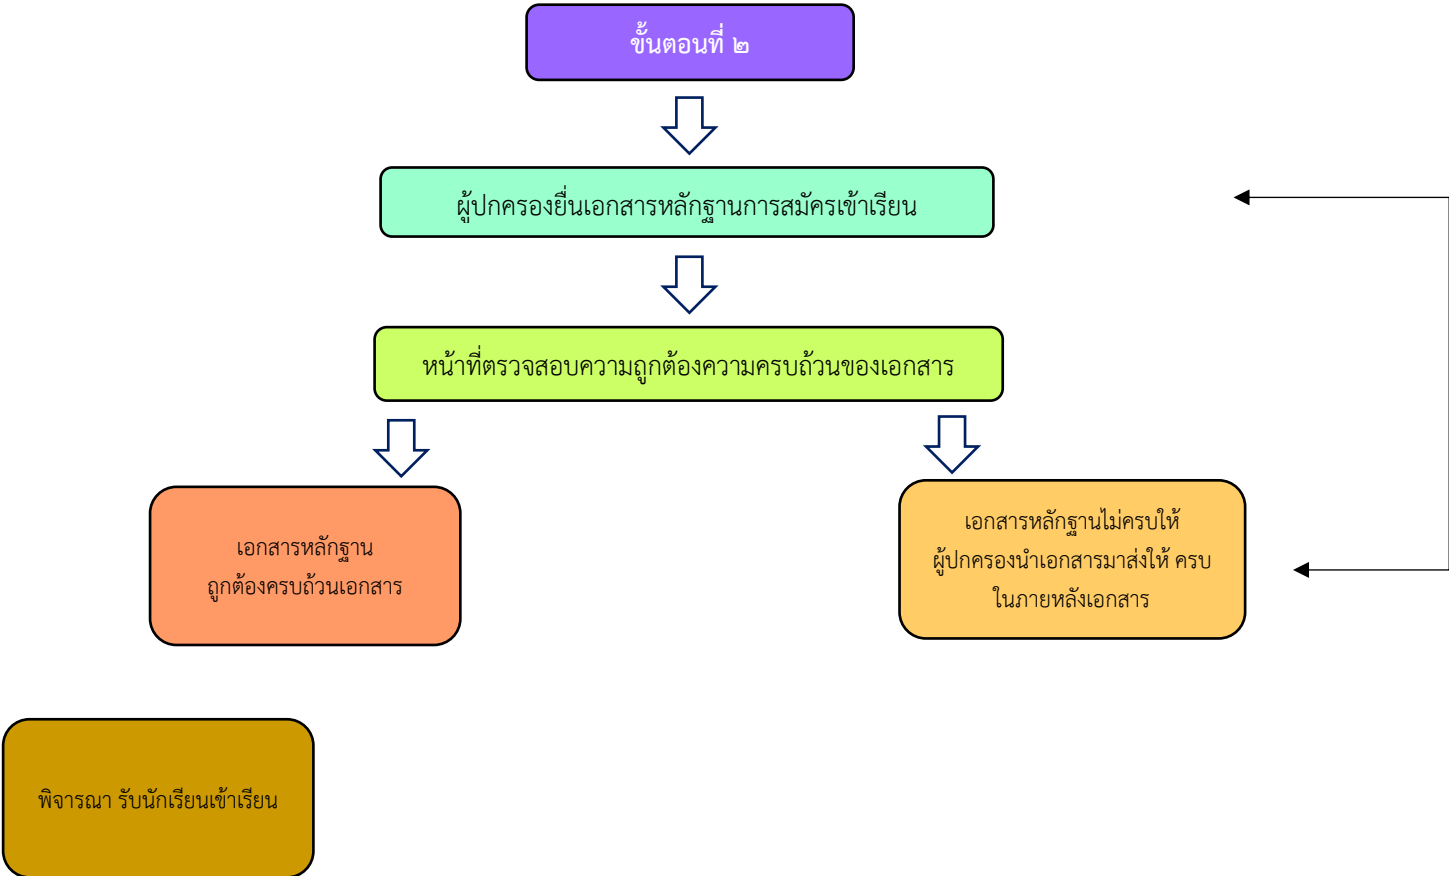 ขั้นตอนที่ ๒
ผู้ปกครองยื่นเอกสารหลักฐานการสมัครเข้าเรียน
หน้าที่ตรวจสอบความถูกต้องความครบถ้วนของเอกสาร
เอกสารหลักฐาน
ถูกต้องครบถ้วนเอกสาร
เอกสารหลักฐานไม่ครบให้
ผู้ปกครองนำเอกสารมาส่งให้ ครบ
ในภายหลังเอกสาร
พิจารณา รับนักเรียนเข้าเรียน